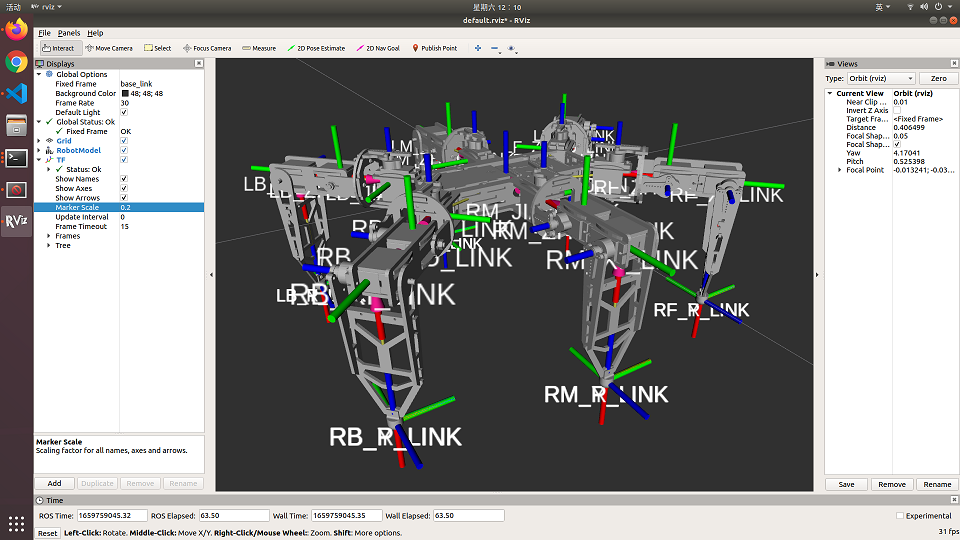 活动 rviz 星期六 12：10 英
default.rviz* - RViz
File Panels Help
Interact Move Camera Select Focus Camera Measure 2D Pose Estimate 2D Nav Goal Publish Point
Displays
Global Options
Fixed Frame base_link
Background Color 48; 48; 48
Frame Rate 30
Default Light
Global Status: Ok
Fixed Frame OK
Grid
RobotModel
TF
Status: Ok
Show Names
Show Axes
Show Arrows
Marker Scale 0.2
Update Interval 0
Frame Timeout 15
Frames
Tree
Marker Scale
Scaling factor for all names, axes and arrows.
Add Duplicate Remove Rename
RViz
RF_R_LINK
RM_R_LINK
RB_R_LINK
Views
Type: Orbit (rviz) Zero
Current View Orbit (rviz)
Near Clip ... 0.01
Invert Z Axis
Target Fra... <Fixed Frame>
Distance 0.406499
Focal Shap... 0.05
Focal Shap...
Yaw 4.17041
Pitch 0.525398
Focal Point -0.013241; -0.03...
Save Remove Rename
Time
ROS Time: 1659759045.32 ROS Elapsed: 63.50 Wall Time: 1659759045.35 Wall Elapsed: 63.50 Experimental
Reset Left-Click: Rotate. Middle-Click: Move X/Y. Right-Click/Mouse Wheel: Zoom. Shift: More options. 31 fps